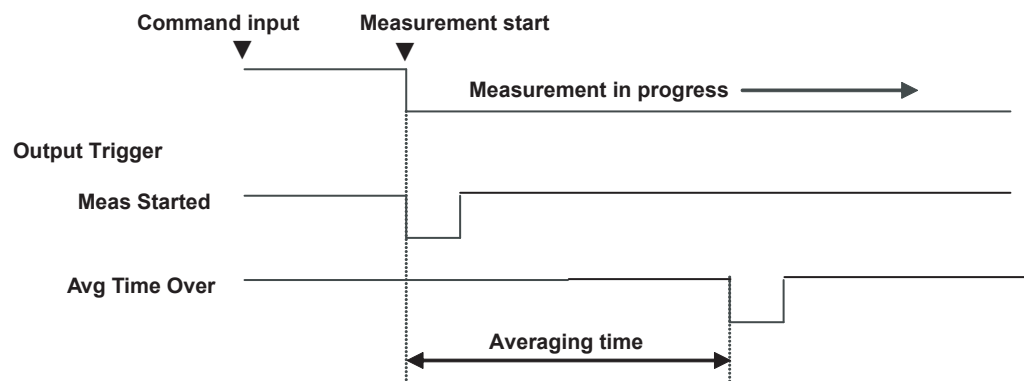 Command input
Measurement start
Measurement in progress
Output Trigger
Meas Started
Avg Time Over
Averaging time